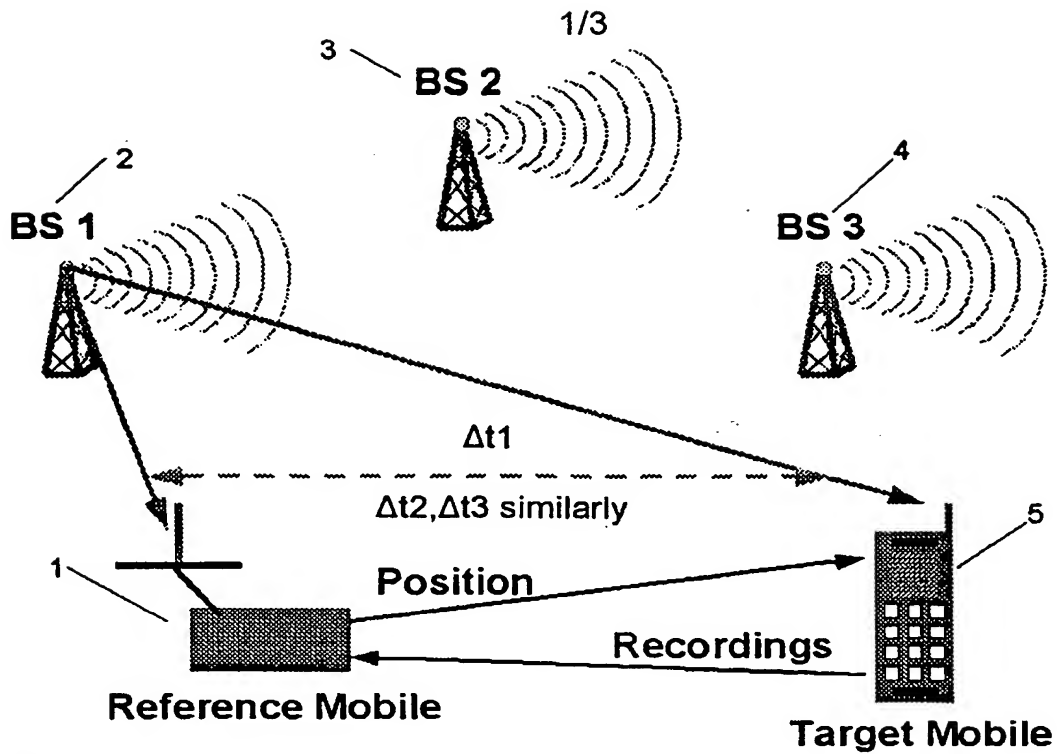 1/3
3
BS 2
2
BS 1
4
BS 3
Δt1
Δt2,Δt3 similarly
5
1
Position
Recordings
Reference Mobile
Target Mobile